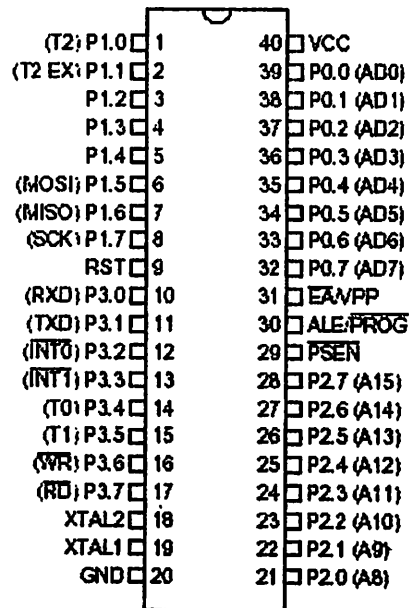 (T2) P1.0 1 40 VCC
(T2 EX) P1.1 2 39 P0.0 (AD0)
P1.2 3 38 P0.1 (AD1)
P1.3 4 37 P0.2 (AD2)
P1.4 5 36 P0.3 (AD3)
(MOSI) P1.5 6 35 P0.4 (AD4)
(MISO) P1.6 7 34 P0.5 (AD5)
(SCK) P1.7 8 33 P0.6 (AD6)
RST 9 32 P0.7 (AD7)
(RXD) P3.0 10 31 E̅A̅/VPP
(TXD) P3.1 11 30 ALE/P̅R̅O̅G̅
(I̅N̅T̅0̅) P3.2 12 29 P̅S̅E̅N̅
(I̅N̅T̅1̅) P3.3 13 28 P2.7 (A15)
(T0) P3.4 14 27 P2.6 (A14)
(T1) P3.5 15 26 P2.5 (A13)
(W̅R̅) P3.6 16 25 P2.4 (A12)
(R̅D̅) P3.7 17 24 P2.3 (A11)
XTAL2 18 23 P2.2 (A10)
XTAL1 19 22 P2.1 (A9)
GND 20 21 P2.0 (A8)